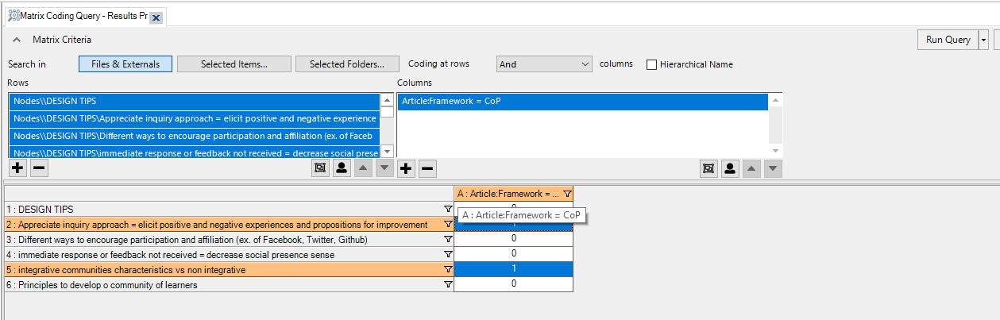 Matrix Coding Query - Results Pr
Matrix Criteria
Run Query
Search in
Files & Externals
Selected Items...
Selected Folders...
Coding at rows
And
columns
Hierarchical Name
Rows
Columns
Nodes\\DESIGN TIPS
Nodes\\DESIGN TIPS\Appreciate inquiry approach = elicit positive and negative experience
Nodes\\DESIGN TIPS\Different ways to encourage participation and affiliation (ex. of Faceb
Nodes\\DESIGN TIPS\immediate response or feedback not received = decrease social prese
Article:Framework = CoP
A : Article:Framework = ...
1 : DESIGN TIPS
A : Article:Framework = CoP
2 : Appreciate inquiry approach = elicit positive and negative experiences and propositions for improvement
3 : Different ways to encourage participation and affiliation (ex. of Facebook, Twitter, Github) 0
4 : immediate response or feedback not received = decrease social presence sense 0
5 : integrative communities characteristics vs non integrative 1
6 : Principles to develop o community of learners 0